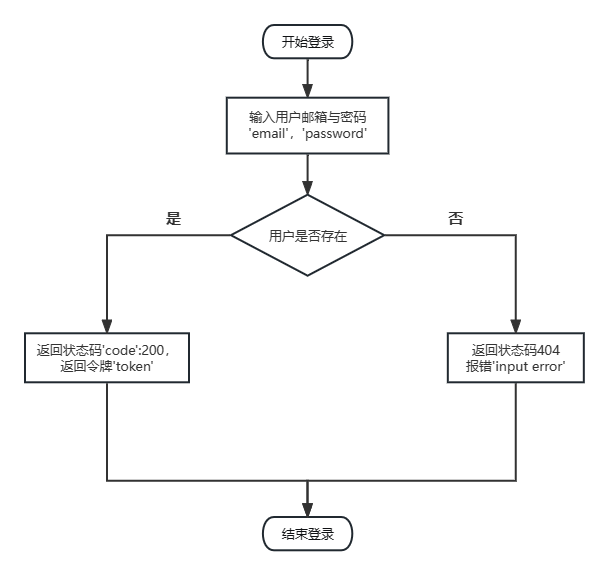 开始登录
输入用户邮箱与密码
'email'，'password'
是
否
用户是否存在
返回状态码'code':200，
返回令牌'token'
返回状态码404
报错'input error'
结束登录